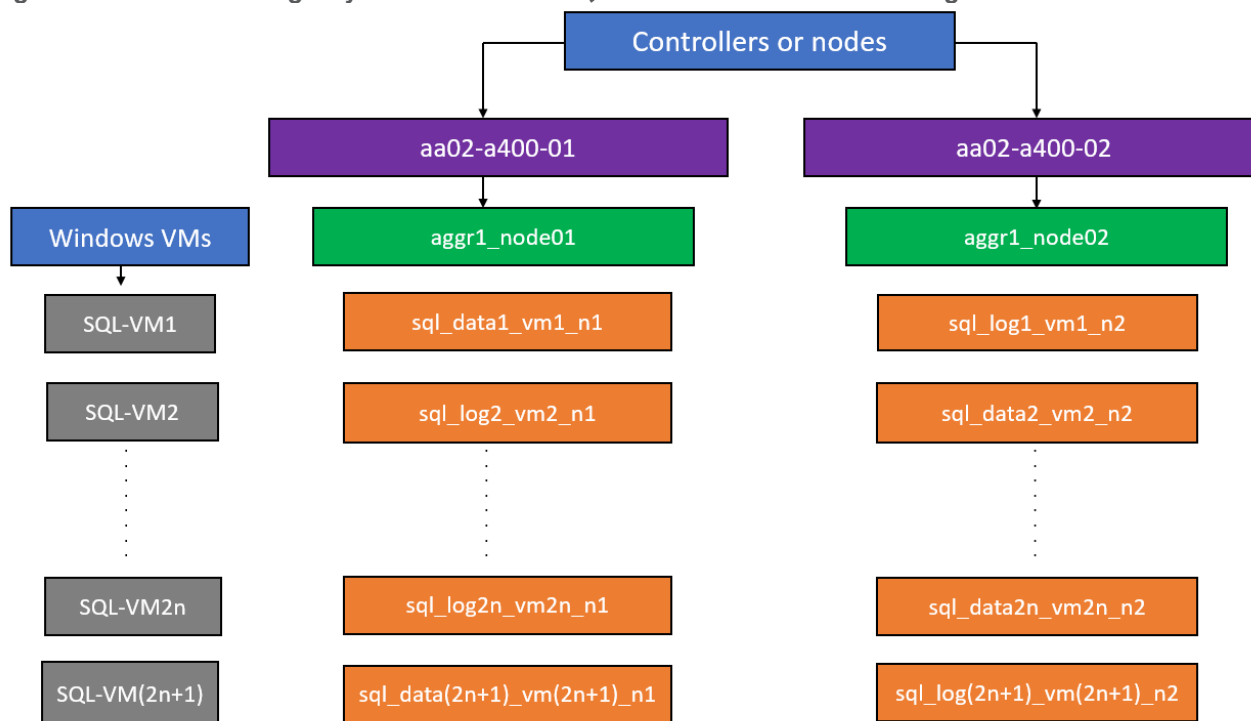 Controllers or nodes
aa02-a400-01
aa02-a400-02
Windows VMs
aggr1_node01
aggr1_node02
SQL-VM1
sql_data1_vm1_n1
sql_log1_vm1_n2
SQL-VM2
sql_log2_vm2_n1
sql_data2_vm2_n2
SQL-VM2n
sql_log2n_vm2n_n1
sql_data2n_vm2n_n2
SQL-VM(2n+1)
sql_data(2n+1)_vm(2n+1)_n1
sql_log(2n+1)_vm(2n+1)_n2